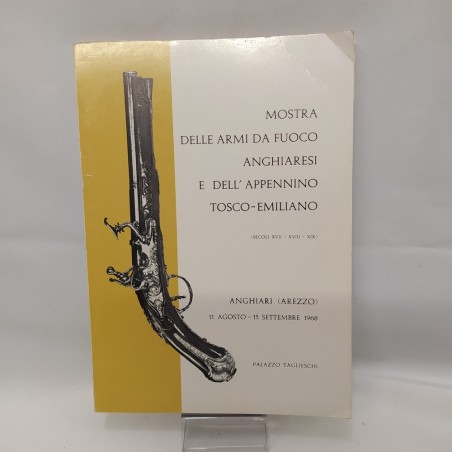 MOSTRA
DELLE ARMI DA FUOCO
ANGHIARESI
E DELL'APPENNINO
TOSCO-EMILIANO
(SECOLI XVII - XVIII - XIX)
ANGHIARI (AREZZO)
11 AGOSTO - 15 SETTEMBRE 1968
PALAZZO TAGLIESCHI